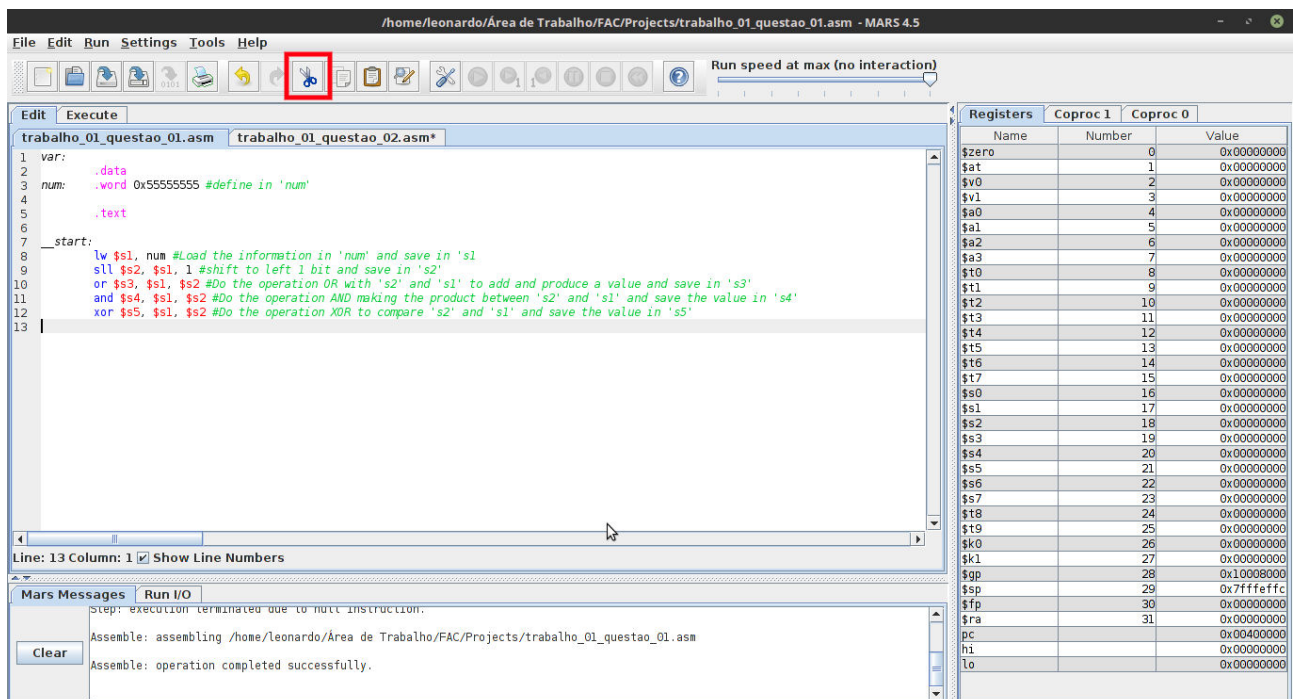 /home/leonardo/Área de Trabalho/FAC/Projects/trabalho_01_questao_01.asm - MARS 4.5
File Edit Run Settings Tools Help
Run speed at max (no interaction)
Edit Execute
trabalho_01_questao_01.asm trabalho_01_questao_02.asm*
1 var:
2 .data
3 num: .word 0x55555555 #define in 'num'
4
5 .text
6
7 __start:
8 lw $s1, num #Load the information in 'num' and save in 's1
9 sll $s2, $s1, 1 #shift to left 1 bit and save in 's2'
10 or $s3, $s1, $s2 #Do the operation OR with 's2' and 's1' to add and produce a value and save in 's3'
11 and $s4, $s1, $s2 #Do the operation AND making the product between 's2' and 's1' and save the value in 's4'
12 xor $s5, $s1, $s2 #Do the operation XOR to compare 's2' and 's1' and save the value in 's5'
13
Line: 13 Column: 1 Show Line Numbers
Mars Messages Run I/O
Step: execution terminated due to null instruction.
Assemble: assembling /home/leonardo/Área de Trabalho/FAC/Projects/trabalho_01_questao_01.asm
Clear
Assemble: operation completed successfully.
Registers Coproc 1 Coproc 0
Name Number Value
$zero 0 0x00000000
$at 1 0x00000000
$v0 2 0x00000000
$v1 3 0x00000000
$a0 4 0x00000000
$a1 5 0x00000000
$a2 6 0x00000000
$a3 7 0x00000000
$t0 8 0x00000000
$t1 9 0x00000000
$t2 10 0x00000000
$t3 11 0x00000000
$t4 12 0x00000000
$t5 13 0x00000000
$t6 14 0x00000000
$t7 15 0x00000000
$s0 16 0x00000000
$s1 17 0x00000000
$s2 18 0x00000000
$s3 19 0x00000000
$s4 20 0x00000000
$s5 21 0x00000000
$s6 22 0x00000000
$s7 23 0x00000000
$t8 24 0x00000000
$t9 25 0x00000000
$k0 26 0x00000000
$k1 27 0x00000000
$gp 28 0x10008000
$sp 29 0x7fffeffc
$fp 30 0x00000000
$ra 31 0x00000000
pc 0x00400000
hi 0x00000000
lo 0x00000000